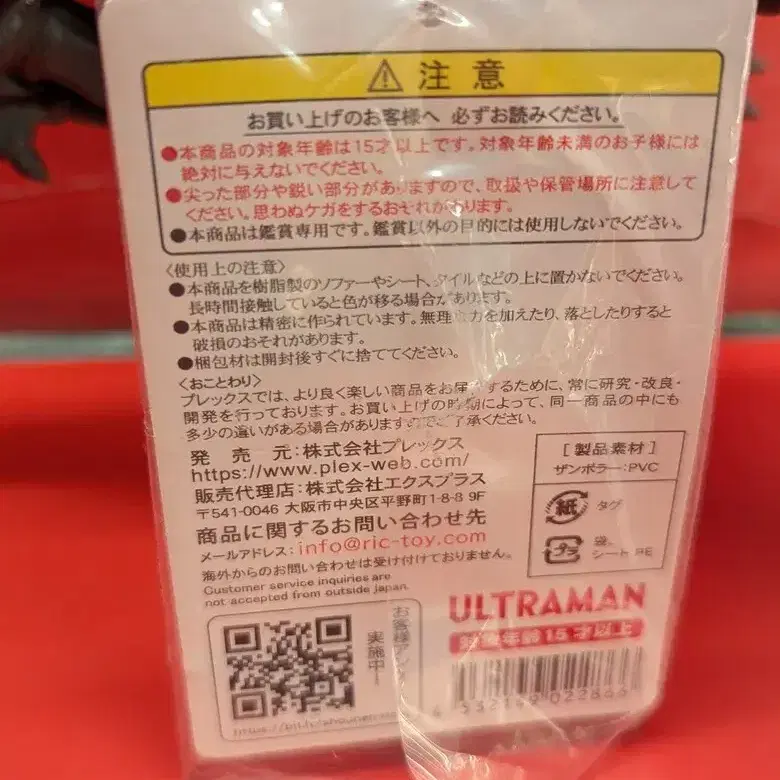 注意
お買い上げのお客様へ 必ずお読みください。
●本商品の対象年齢は15才以上です。対象年齢未満のお子様には
絶対に与えないでください。
●尖った部分や鋭い部分がありますので、取扱や保管場所に注意して
ください。思わぬケガをするおそれがあります。
●本商品は鑑賞専用です。鑑賞以外の目的には使用しないでください。
〈使用上の注意〉
●本商品を樹脂製のソファーやシート、タイルなどの上に置かないでください。
長時間接触していると色が移る場合があります。
●本商品は精密に作られています。無理な力を加えたり、落としたりすると
破損のおそれがあります。
●梱包材は開封後すぐに捨ててください。
〈おことわり〉
プレックスでは、より良く楽しい商品をお届けするために、常に研究・改良・
開発を行っております。お買い上げの時期によって、同一商品の中にも
多少の違いがある場合がありますのでご了承ください。
発売元:株式会社プレックス
https://www.plex-web.com/
販売代理店:株式会社エクスプラス
〒541-0046 大阪市中央区平野町1-8-8 9F
商品に関するお問い合わせ先
メールアドレス:info@ric-toy.com
海外からのお問い合わせは受け付けておりません。
Customer service inquiries are
not accepted from outside japan.
[製品素材]
ザンボラー:PVC
紙 タグ
プラ 袋、
シート:PE
お客様アン
実施中!
ULTRAMAN
対象年齢15才以上